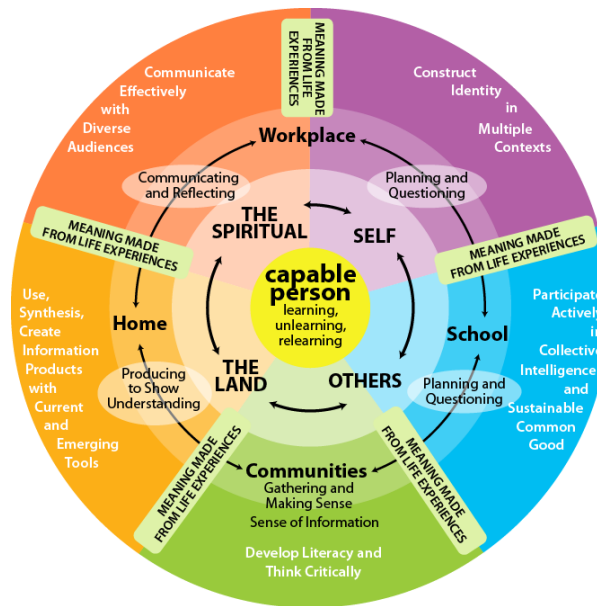 Communicate
Effectively
with
Diverse
Audiences
MEANING MADE
FROM LIFE
EXPERIENCES
Construct
Identity
in
Multiple
Contexts
Workplace
Communicating
and Reflecting
Planning and
Questioning
THE
SPIRITUAL
SELF
MEANING MADE
FROM LIFE EXPERIENCES
MEANING MADE
FROM LIFE EXPERIENCES
capable
person
learning,
unlearning,
relearning
Use,
Synthesis,
Create
Information
Products
with
Current
and
Emerging
Tools
Home
School
Participate
Actively
in
Collective
Intelligence
and
Sustainable
Common
Good
Producing
to Show
Understanding
THE
LAND
OTHERS
Planning and
Questioning
MEANING MADE
FROM LIFE EXPERIENCES
MEANING MADE
FROM LIFE EXPERIENCES
Communities
Gathering and
Making Sense
Sense of Information
Develop Literacy and
Think Critically